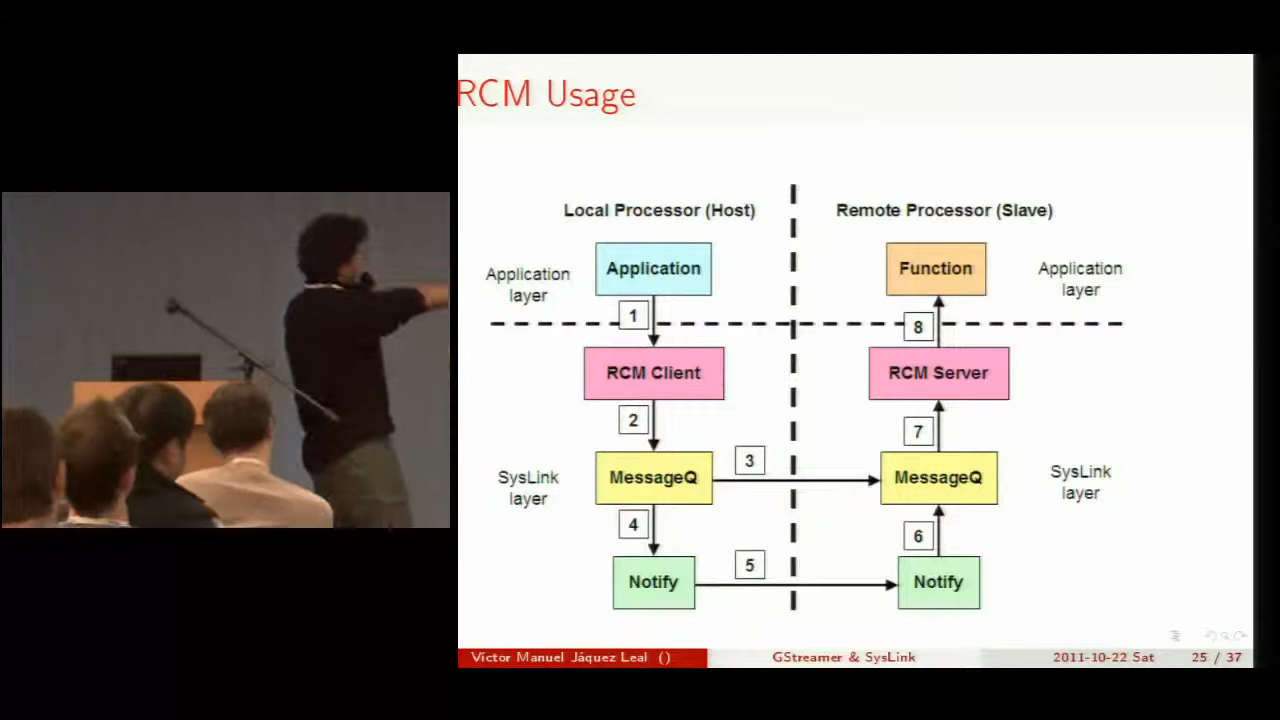 RCM Usage
Local Processor (Host)
Remote Processor (Slave)
Application
Function
Application
layer
Application
layer
1
8
RCM Client
RCM Server
2
7
3
MessageQ
MessageQ
SysLink
layer
SysLink
layer
4
6
5
Notify
Notify
Víctor Manuel Jáquez Leal ()
GStreamer & SysLink
2011-10-22 Sat
25 / 37